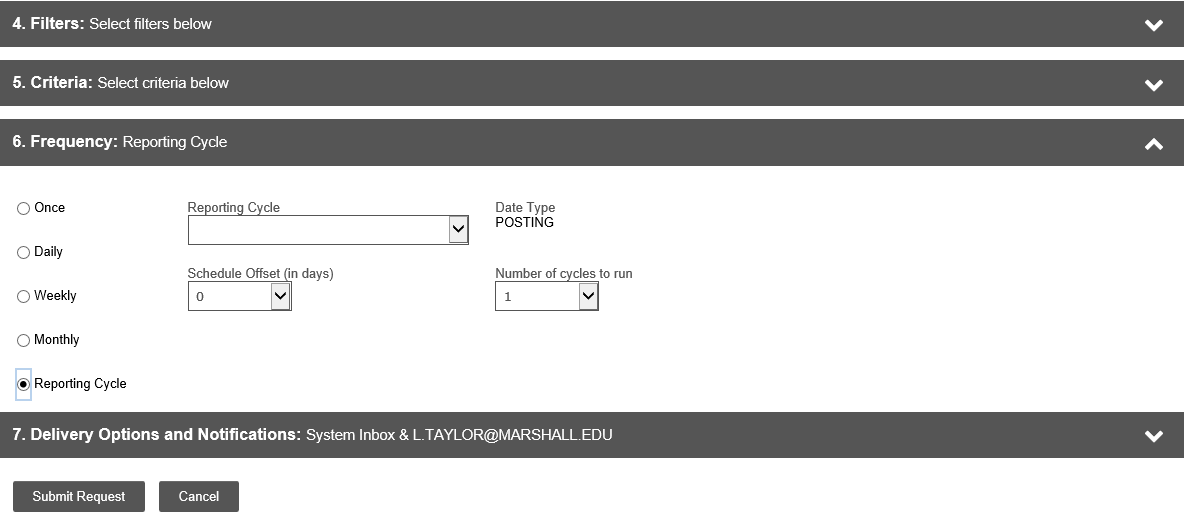 4. Filters: Select filters below
5. Criteria: Select criteria below
6. Frequency: Reporting Cycle
Once
Reporting Cycle
Date Type
POSTING
Daily
Schedule Offset (in days)
Number of cycles to run
Weekly
0
1
Monthly
Reporting Cycle
7. Delivery Options and Notifications: System Inbox & L.TAYLOR@MARSHALL.EDU
Submit Request
Cancel